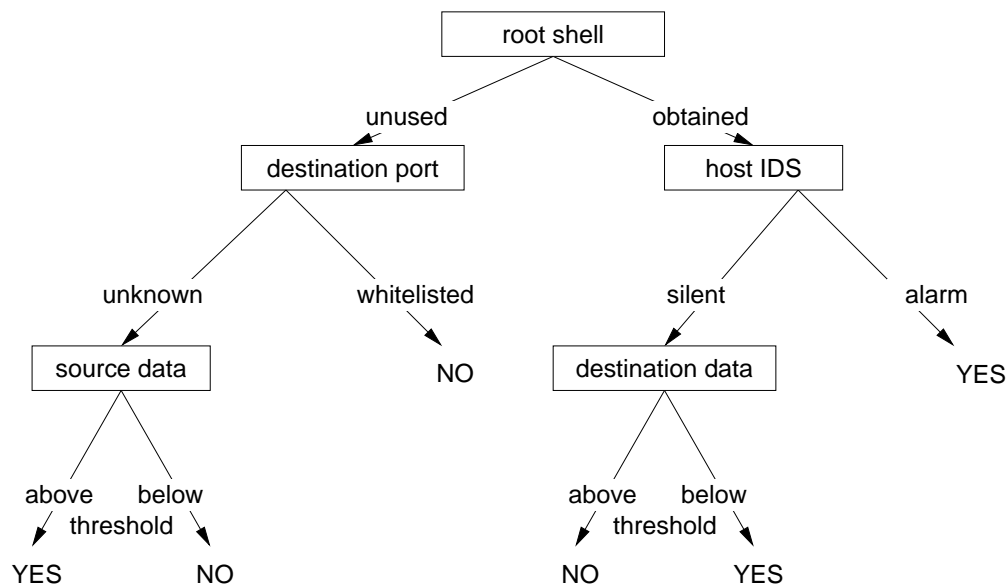 root shell
unused obtained
destination port host IDS
unknown whitelisted silent alarm
source data NO destination data YES
above below above below
threshold threshold
YES NO NO YES